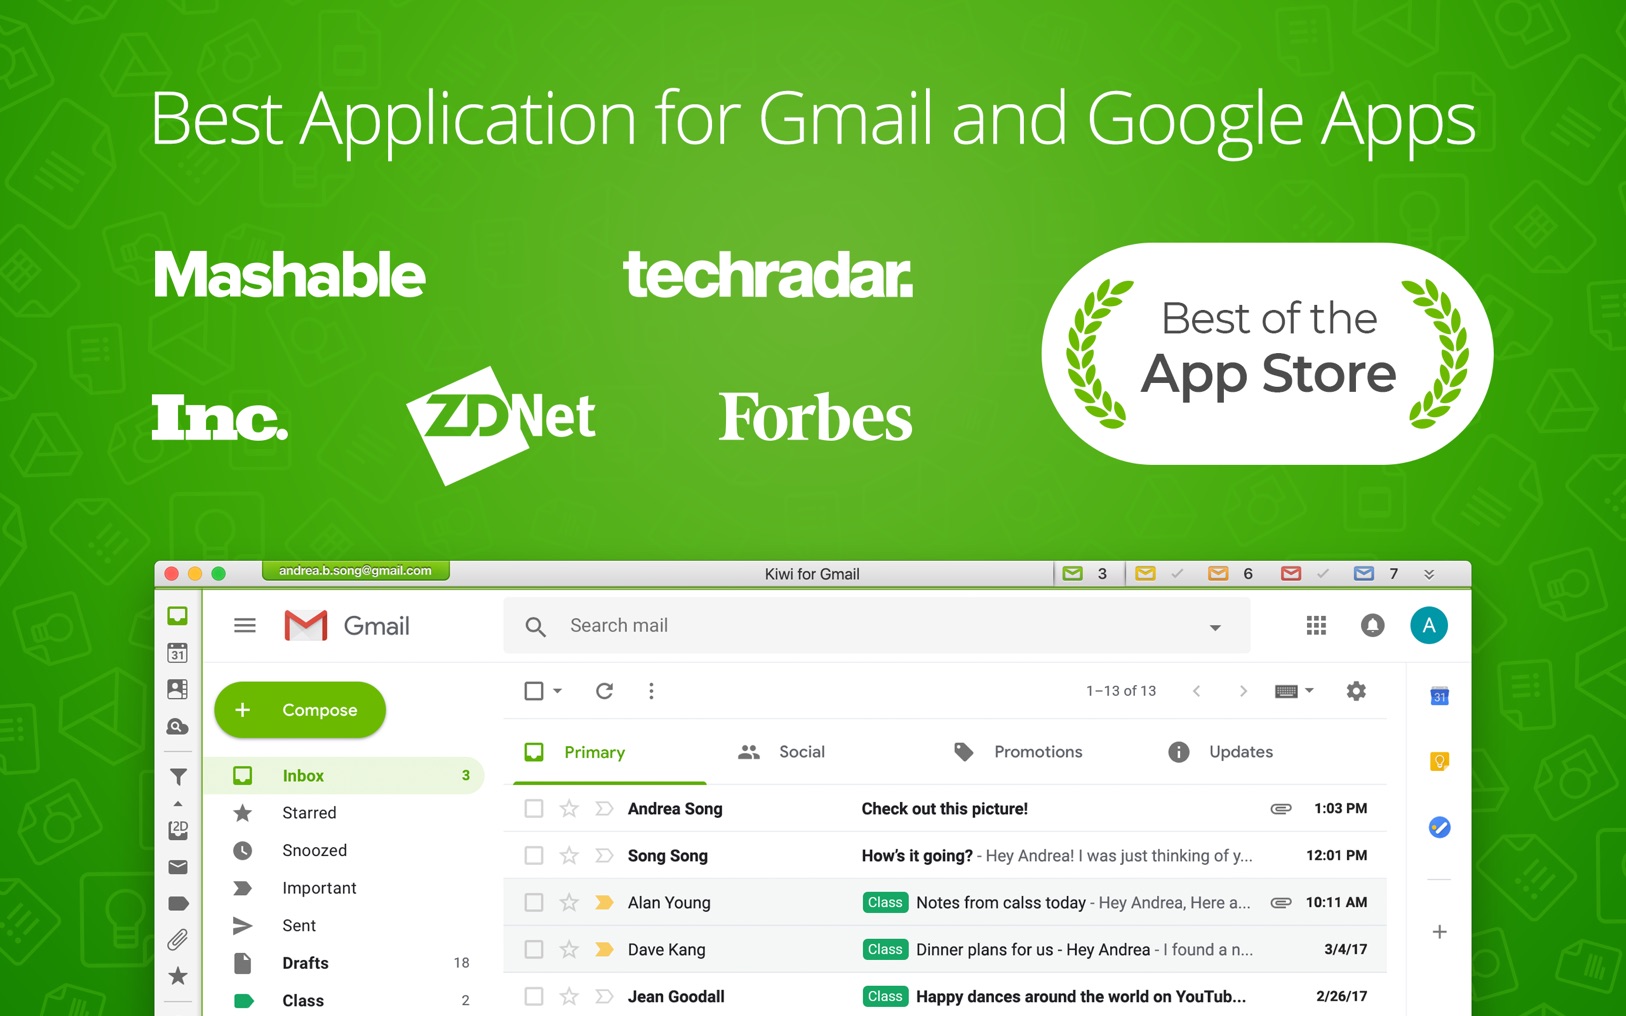 Best Application for Gmail and Google Apps
Mashable
techradar.
Best of the
App Store
Inc.
ZDNet
Forbes
andrea.b.song@gmail.com
Kiwi for Gmail
3
6
7
Gmail
Search mail
A
31
Compose
1–13 of 13
31
Primary
Social
Promotions
Updates
Inbox 3
Starred
Snoozed
Important
Sent
Drafts 18
Class 2
2D
Andrea Song Check out this picture! 1:03 PM
Song Song How's it going? - Hey Andrea! I was just thinking of y... 12:01 PM
Alan Young Class Notes from calss today - Hey Andrea, Here a... 10:11 AM
Dave Kang Class Dinner plans for us - Hey Andrea - I found a n... 3/4/17
Jean Goodall Class Happy dances around the world on YouTub... 2/26/17